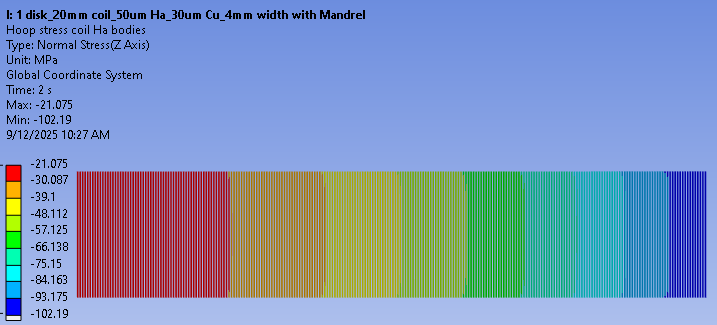 I: 1 disk_20mm coil_50um Ha_30um Cu_4mm width with Mandrel
Hoop stress coil Ha bodies
Type: Normal Stress(Z Axis)
Unit: MPa
Global Coordinate System
Time: 2 s
Max: -21.075
Min: -102.19
9/12/2025 10:27 AM
-21.075
-30.087
-39.1
-48.112
-57.125
-66.138
-75.15
-84.163
-93.175
-102.19